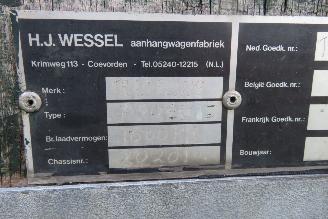 H.J. WESSEL aanhangwagenfabriek
Krimweg 113 - Coevorden - Tel. 05240-12215 (N.L.)
Merk :
Type :
Br. laadvermogen:
Chassisnr.:
Ned. Goedk. nr.:
België Goedk. nr.:
Frankrijk Goedk. nr.:
Bouwjaar: